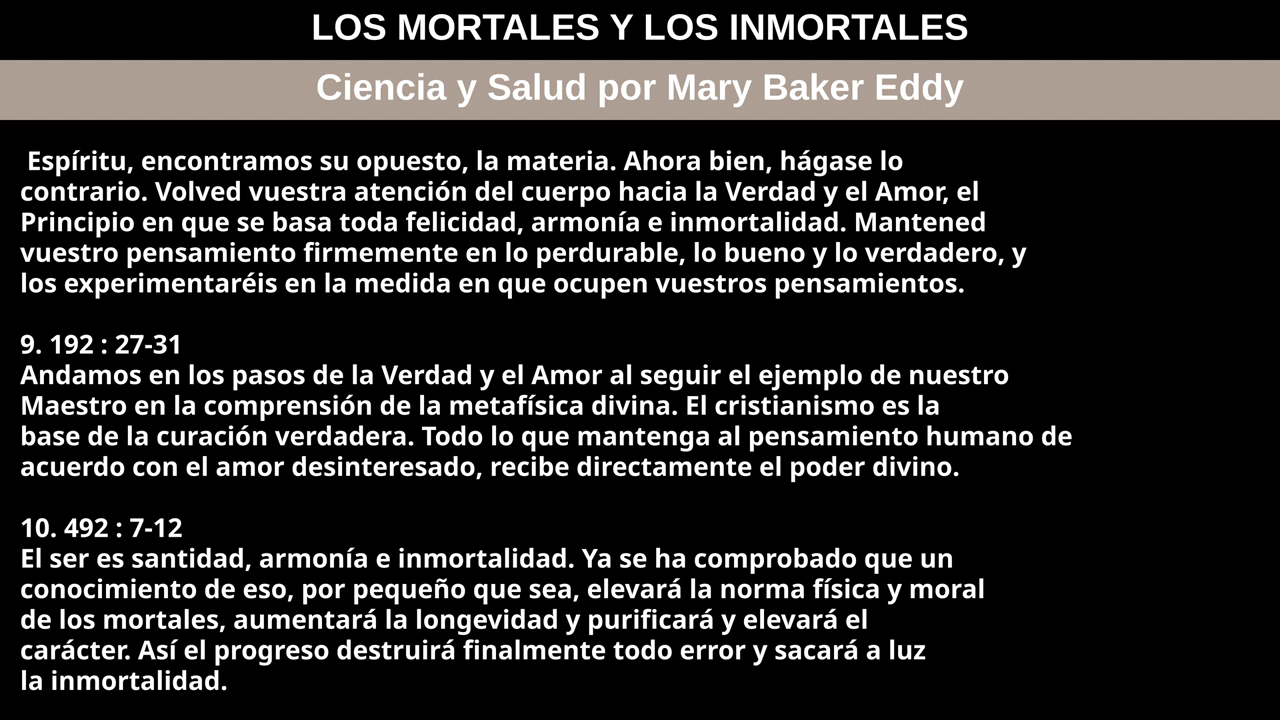 LOS MORTALES Y LOS INMORTALES
Ciencia y Salud por Mary Baker Eddy
Espíritu, encontramos su opuesto, la materia. Ahora bien, hágase lo
contrario. Volved vuestra atención del cuerpo hacia la Verdad y el Amor, el
Principio en que se basa toda felicidad, armonía e inmortalidad. Mantened
vuestro pensamiento firmemente en lo perdurable, lo bueno y lo verdadero, y
los experimentaréis en la medida en que ocupen vuestros pensamientos.
9. 192 : 27-31
Andamos en los pasos de la Verdad y el Amor al seguir el ejemplo de nuestro
Maestro en la comprensión de la metafísica divina. El cristianismo es la
base de la curación verdadera. Todo lo que mantenga al pensamiento humano de
acuerdo con el amor desinteresado, recibe directamente el poder divino.
10. 492 : 7-12
El ser es santidad, armonía e inmortalidad. Ya se ha comprobado que un
conocimiento de eso, por pequeño que sea, elevará la norma física y moral
de los mortales, aumentará la longevidad y purificará y elevará el
carácter. Así el progreso destruirá finalmente todo error y sacará a luz
la inmortalidad.